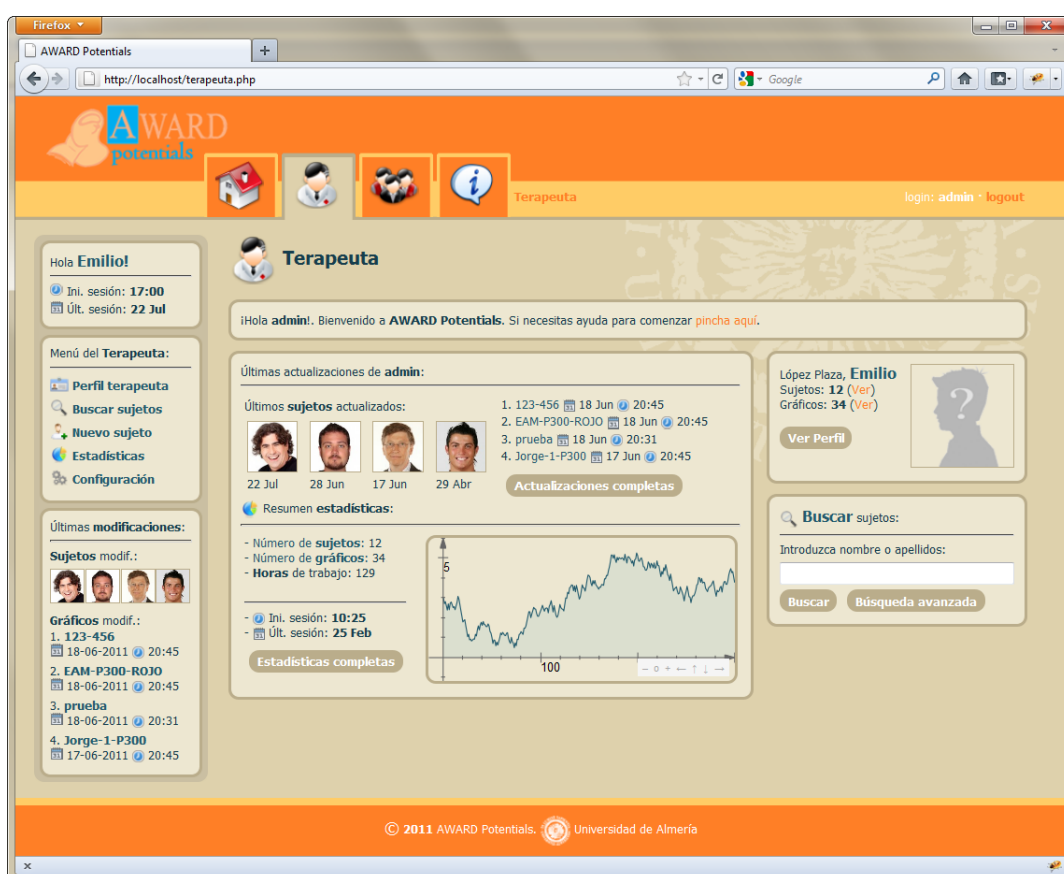 Firefox
AWARD Potentials
http://localhost/terapeuta.php
Google
AWARD
potentials
Terapeuta
login: admin · logout
Hola Emilio!
Ini. sesión: 17:00
Últ. sesión: 22 Jul
Menú del Terapeuta:
Perfil terapeuta
Buscar sujetos
Nuevo sujeto
Estadísticas
Configuración
Últimas modificaciones:
Sujetos modif.:
Gráficos modif.:
1. 123-456
18-06-2011 20:45
2. EAM-P300-ROJO
18-06-2011 20:45
3. prueba
18-06-2011 20:31
4. Jorge-1-P300
17-06-2011 20:45
Terapeuta
¡Hola admin!. Bienvenido a AWARD Potentials. Si necesitas ayuda para comenzar pincha aquí.
Últimas actualizaciones de admin:
Últimos sujetos actualizados:
22 Jul 28 Jun 17 Jun 29 Abr
1. 123-456 18 Jun 20:45
2. EAM-P300-ROJO 18 Jun 20:45
3. prueba 18 Jun 20:31
4. Jorge-1-P300 17 Jun 20:45
Actualizaciones completas
Resumen estadísticas:
- Número de sujetos: 12
- Número de gráficos: 34
- Horas de trabajo: 129
- Ini. sesión: 10:25
- Últ. sesión: 25 Feb
Estadísticas completas
5
100
− o + ← ↑ ↓ →
López Plaza, Emilio
Sujetos: 12 (Ver)
Gráficos: 34 (Ver)
Ver Perfil
?
Buscar sujetos:
Introduzca nombre o apellidos:
Buscar Búsqueda avanzada
© 2011 AWARD Potentials. Universidad de Almería
x